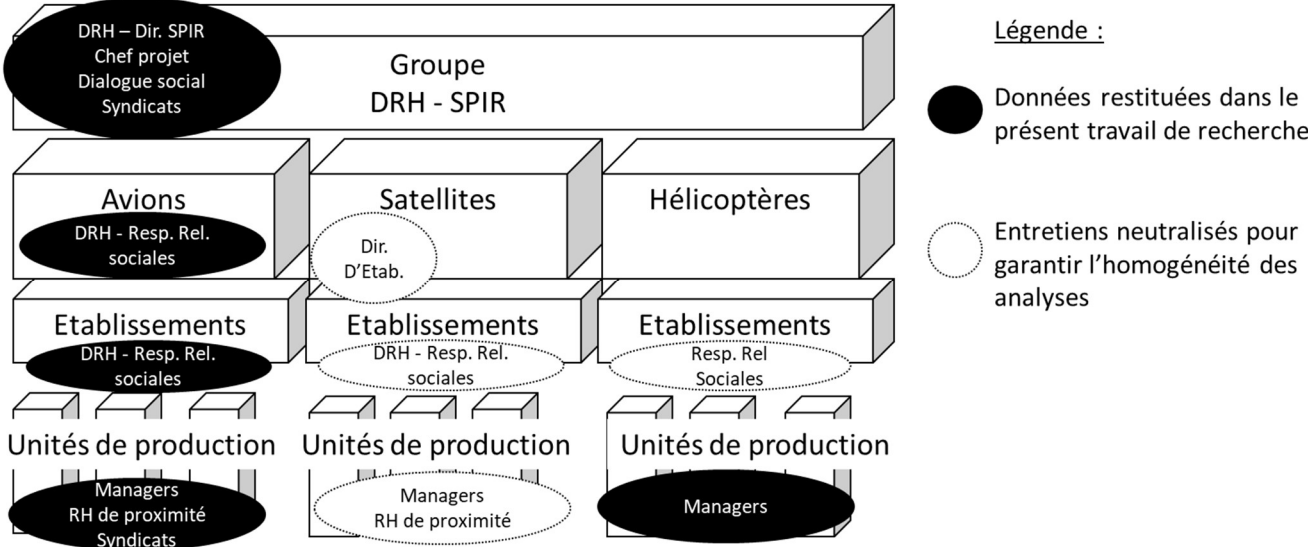 DRH – Dir. SPIR
Chef projet
Dialogue social
Syndicats
Groupe
DRH - SPIR
Légende :
Données restituées dans le
présent travail de recherche
Entretiens neutralisés pour
garantir l'homogénéité des
analyses
Avions
DRH - Resp. Rel.
sociales
Satellites
Dir.
D'Etab.
Hélicoptères
Etablissements
DRH - Resp. Rel.
sociales
Etablissements
DRH - Resp. Rel.
sociales
Etablissements
Resp. Rel
Sociales
Unités de production
Managers
RH de proximité
Syndicats
Unités de production
Managers
RH de proximité
Unités de production
Managers